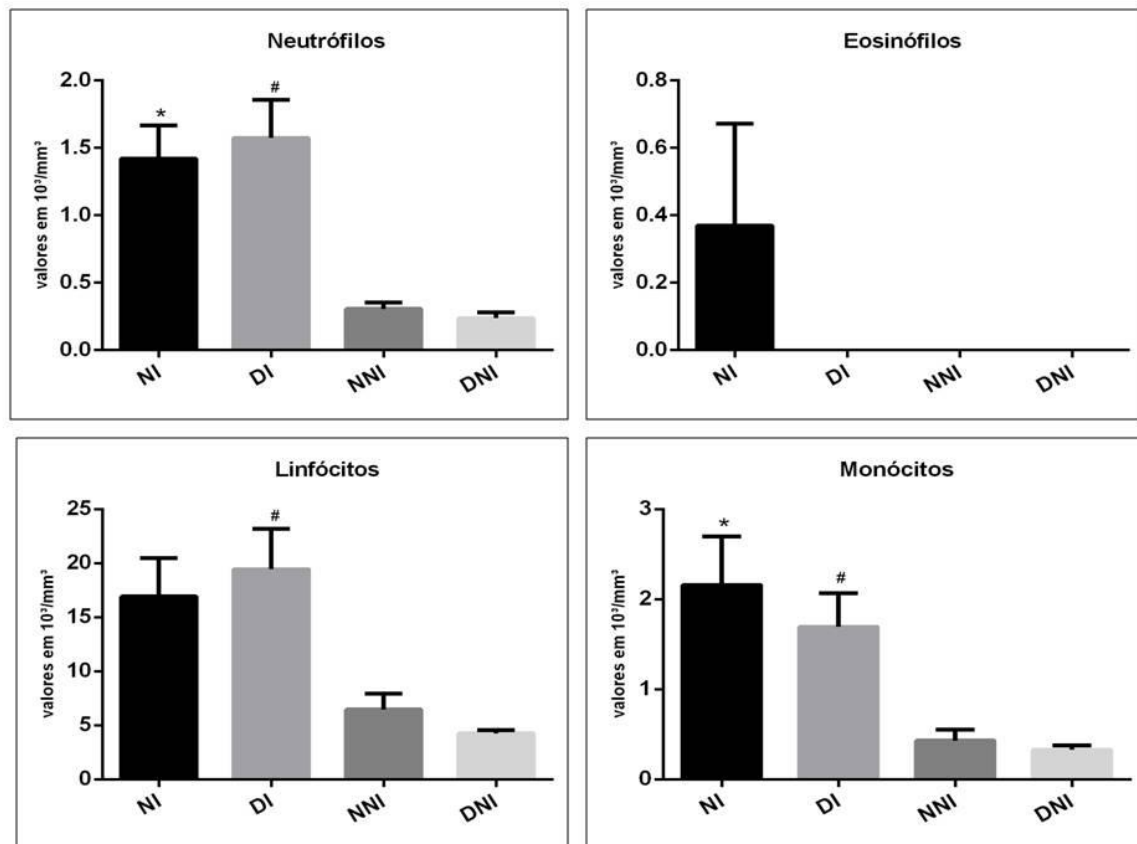 Neutrófilos
valores em 10³/mm³
2.0
1.5
1.0
0.5
0.0
*
#
NI
DI
NNI
DNI
Eosinófilos
valores em 10³/mm³
0.8
0.6
0.4
0.2
0.0
NI
DI
NNI
DNI
Linfócitos
valores em 10³/mm³
25
20
15
10
5
0
#
NI
DI
NNI
DNI
Monócitos
valores em 10³/mm³
3
2
1
0
*
#
NI
DI
NNI
DNI